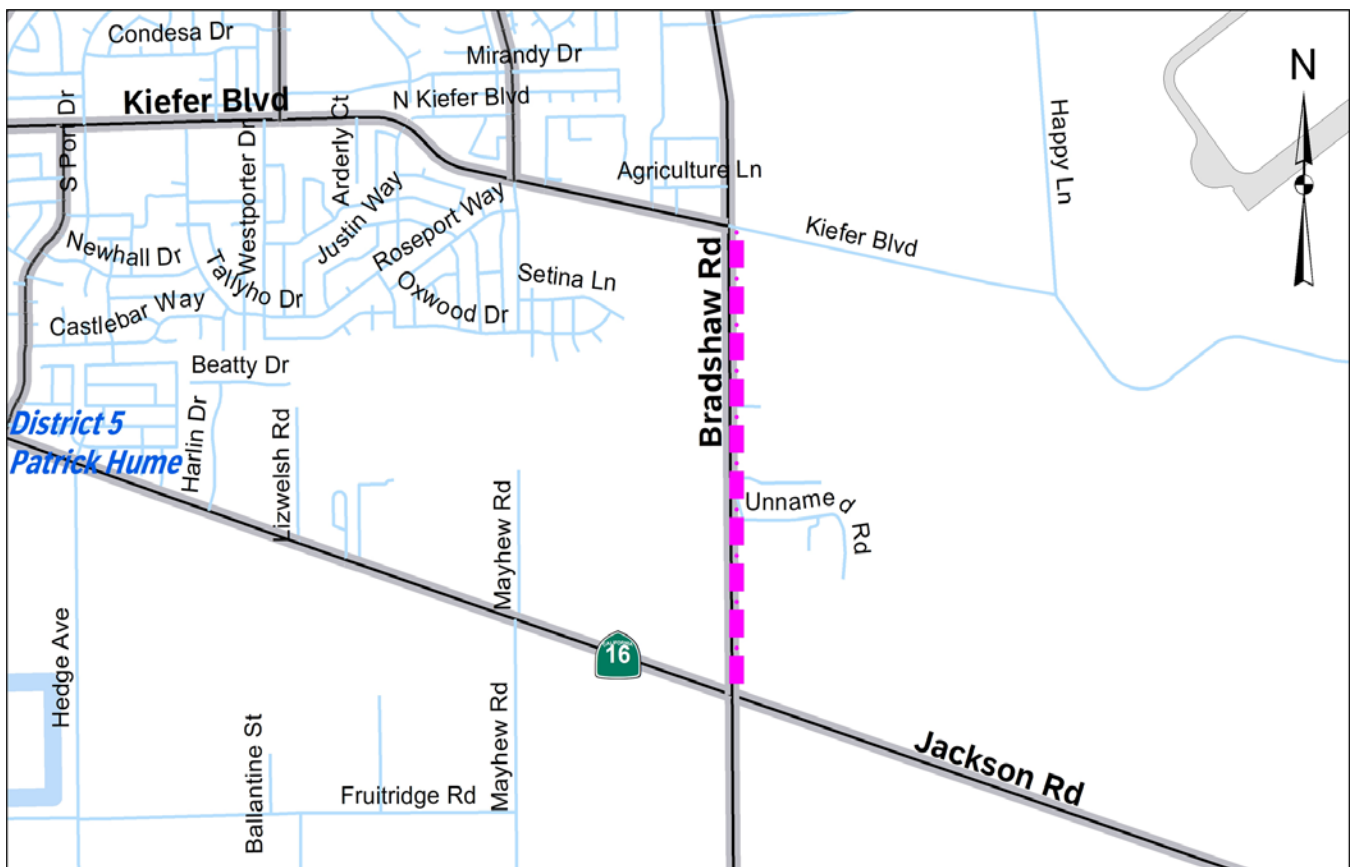 Condesa Dr
Mirandy Dr
N
Kiefer Blvd
N Kiefer Blvd
S Port Dr
Westporter Dr
Arderly Ct
Happy Ln
Agriculture Ln
Justin Way
Roseport Way
Kiefer Blvd
Newhall Dr
Tallyho Dr
Setina Ln
Oxwood Dr
Castlebar Way
Bradshaw Rd
Beatty Dr
District 5
Patrick Hume
Harlin Dr
Lizwelsh Rd
Mayhew Rd
Unnamed Rd
CALIFORNIA
16
Hedge Ave
Mayhew Rd
Ballantine St
Jackson Rd
Fruitridge Rd